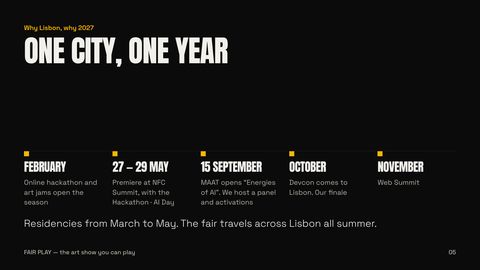 Why Lisbon, why 2027
ONE CITY, ONE YEAR
FEBRUARY
Online hackathon and
art jams open the
season
27 – 29 MAY
Premiere at NFC
Summit, with the
Hackathon · AI Day
15 SEPTEMBER
MAAT opens "Energies
of AI". We host a panel
and activations
OCTOBER
Devcon comes to
Lisbon. Our finale
NOVEMBER
Web Summit
Residencies from March to May. The fair travels across Lisbon all summer.
FAIR PLAY — the art show you can play
05